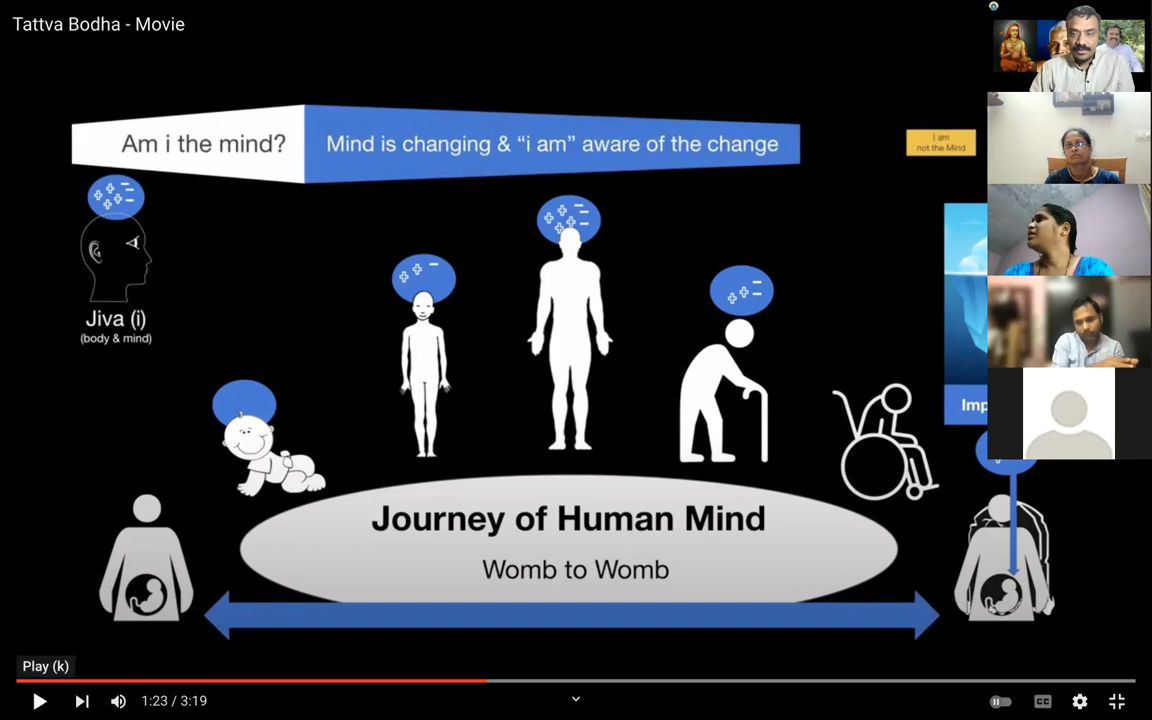 Tattva Bodha - Movie
Am i the mind?
Mind is changing & “i am” aware of the change
I am
not the Mind
Jiva (i)
(body & mind)
Imp
Journey of Human Mind
Womb to Womb
Play (k)
1:23 / 3:19
CC